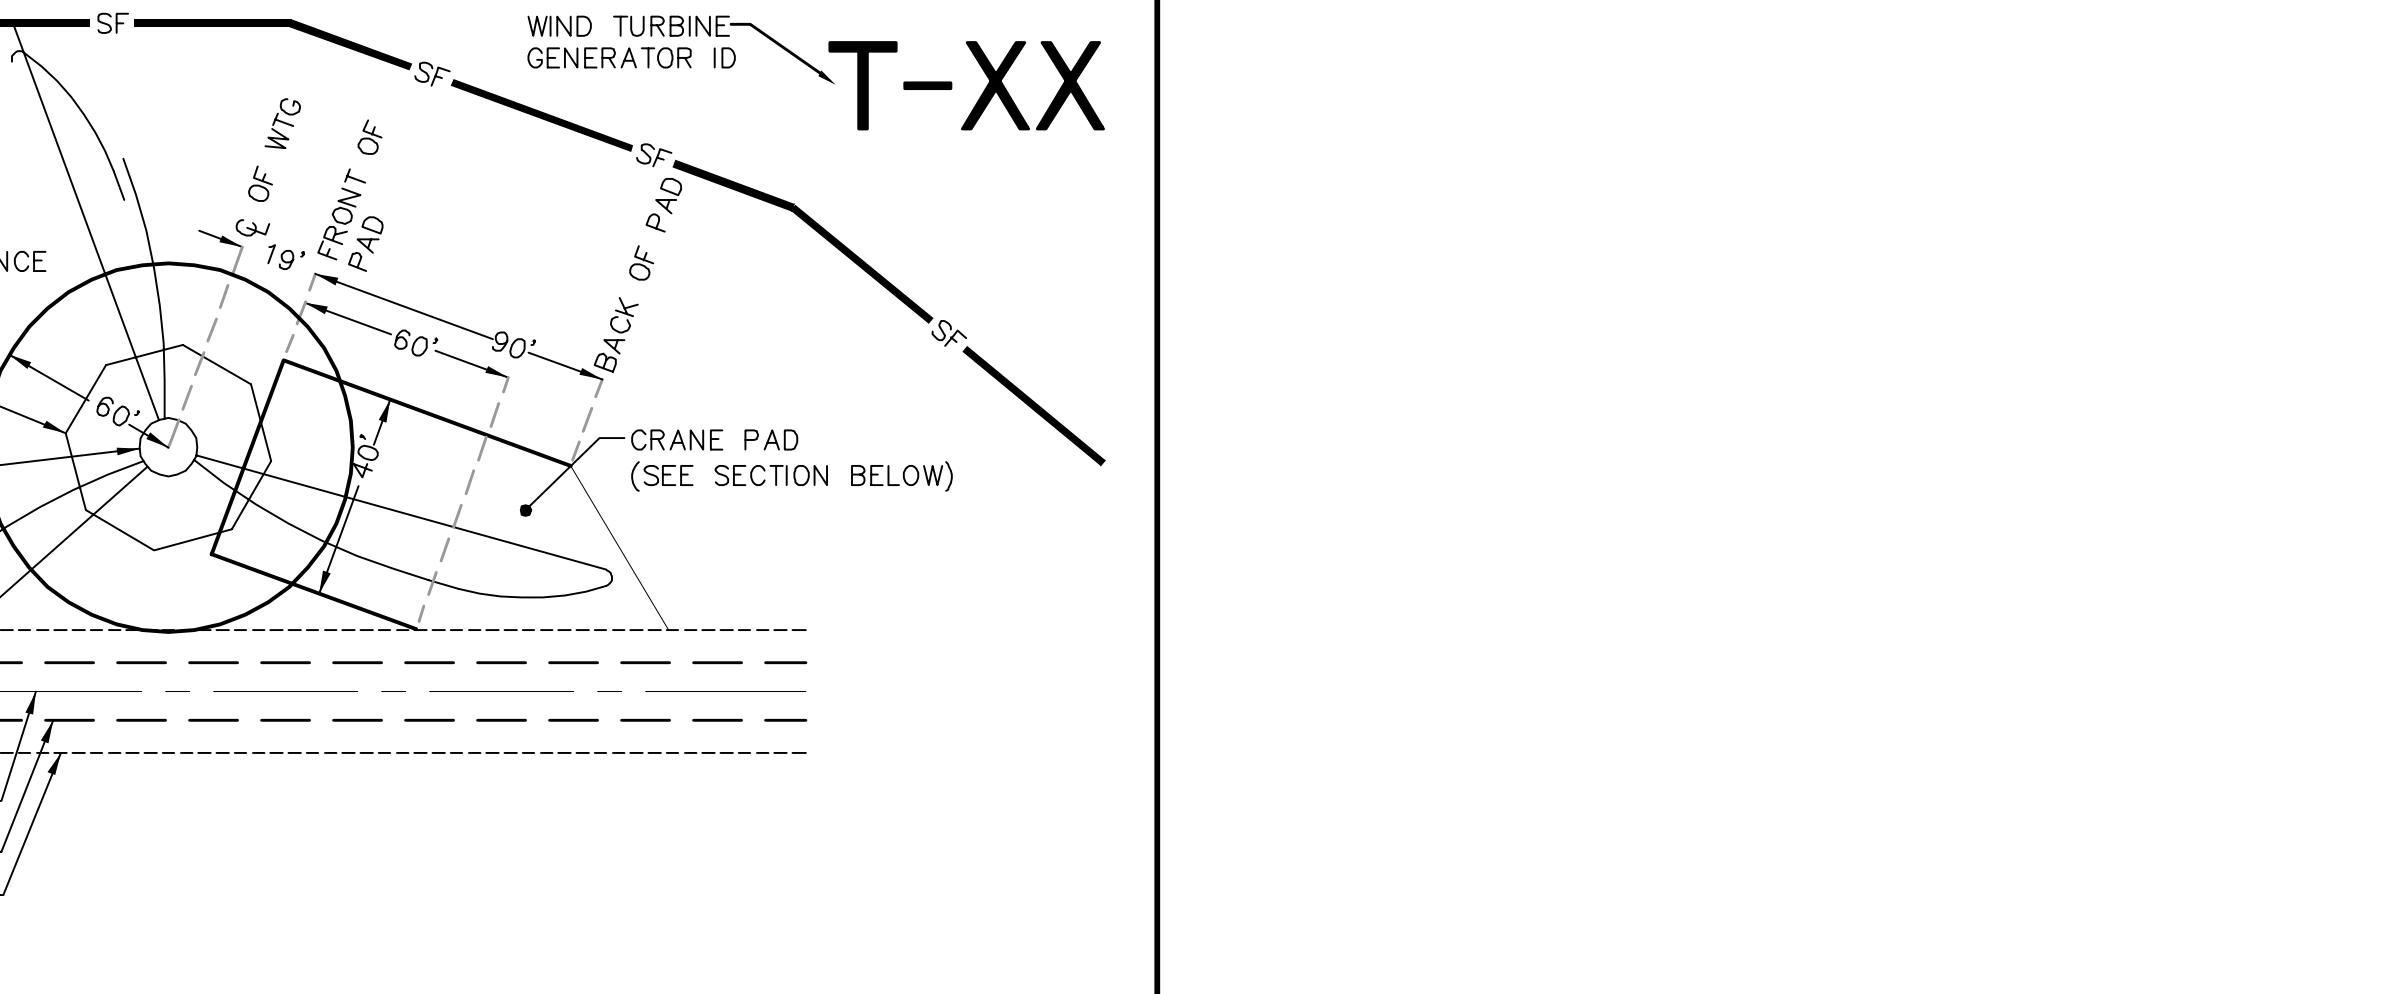 SF
WIND TURBINE
GENERATOR ID
T-XX
SF
SF
SF
℄ OF WTG
FRONT OF
PAD
BACK OF PAD
19'
NCE
60'
90'
60'
40'
CRANE PAD
(SEE SECTION BELOW)